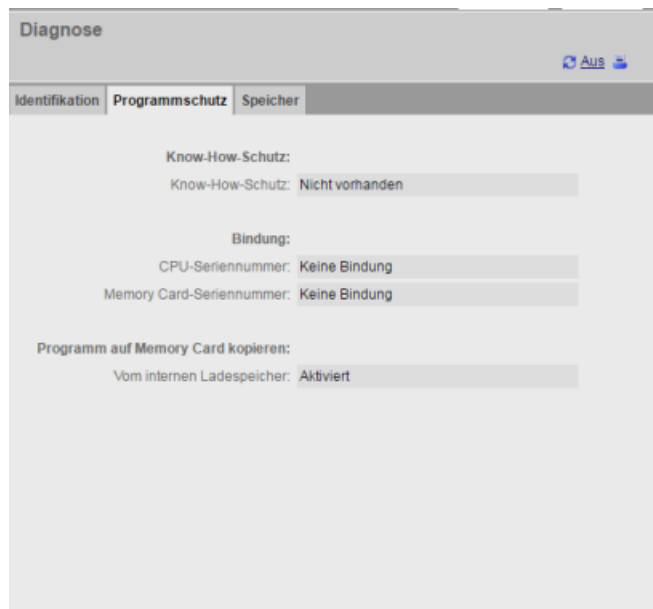 Diagnose
Aus
Identifikation Programmschutz Speicher
Know-How-Schutz:
Know-How-Schutz: Nicht vorhanden
Bindung:
CPU-Seriennummer: Keine Bindung
Memory Card-Seriennummer: Keine Bindung
Programm auf Memory Card kopieren:
Vom internen Ladespeicher: Aktiviert